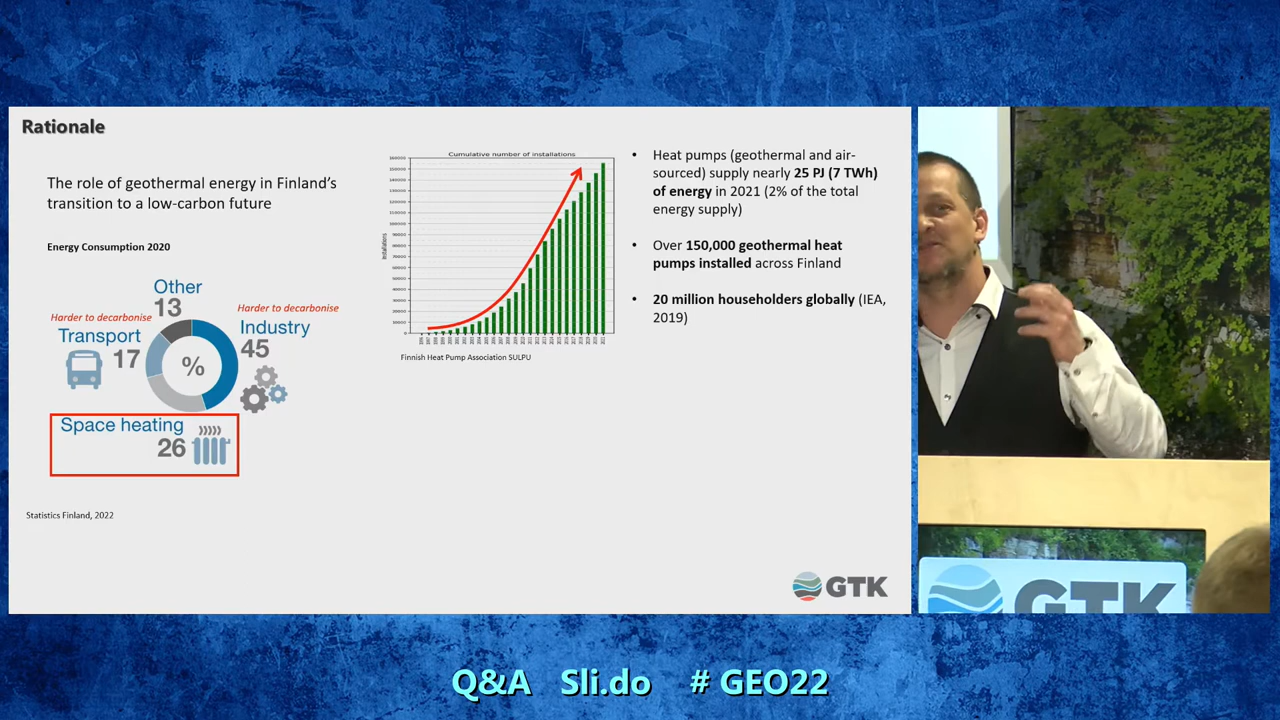 Rationale
The role of geothermal energy in Finland's
transition to a low-carbon future
Energy Consumption 2020
Other
13
Harder to decarbonise
Transport
17
%
Harder to decarbonise
Industry
45
Space heating
26
Statistics Finland, 2022
Cumulative number of installations
Installations
Finnish Heat Pump Association SULPU
• Heat pumps (geothermal and air-
sourced) supply nearly 25 PJ (7 TWh)
of energy in 2021 (2% of the total
energy supply)
• Over 150,000 geothermal heat
pumps installed across Finland
• 20 million householders globally (IEA,
2019)
GTK
GTK
Q&A Sli.do # GEO22